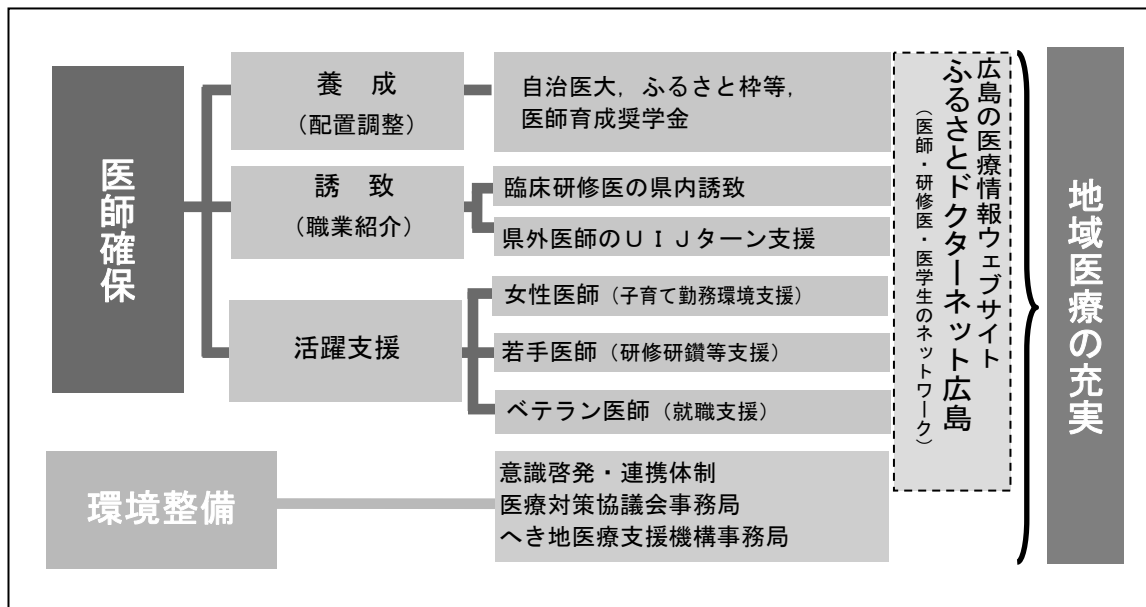 医師確保
養　成
（配置調整）
自治医大，ふるさと枠等，
医師育成奨学金
誘　致
（職業紹介）
臨床研修医の県内誘致
県外医師のＵＩＪターン支援
活躍支援
女性医師（子育て勤務環境支援）
若手医師（研修研鑽等支援）
ベテラン医師（就職支援）
環境整備
意識啓発・連携体制
医療対策協議会事務局
へき地医療支援機構事務局
広島の医療情報ウェブサイト
ふるさとドクターネット広島
（医師・研修医・医学生のネットワーク）
地域医療の充実